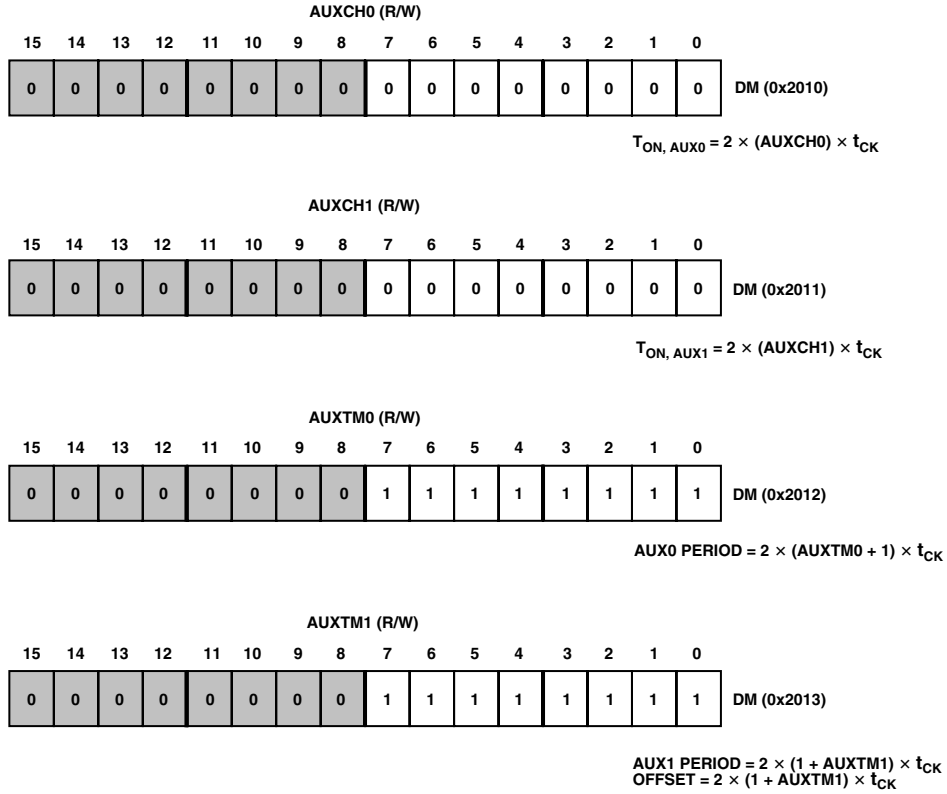 AUXCH0 (R/W)
15 14 13 12 11 10 9 8 7 6 5 4 3 2 1 0
0 0 0 0 0 0 0 0 0 0 0 0 0 0 0 0 DM (0x2010)
T_ON, AUX0 = 2 × (AUXCH0) × t_CK
AUXCH1 (R/W)
15 14 13 12 11 10 9 8 7 6 5 4 3 2 1 0
0 0 0 0 0 0 0 0 0 0 0 0 0 0 0 0 DM (0x2011)
T_ON, AUX1 = 2 × (AUXCH1) × t_CK
AUXTM0 (R/W)
15 14 13 12 11 10 9 8 7 6 5 4 3 2 1 0
0 0 0 0 0 0 0 0 1 1 1 1 1 1 1 1 DM (0x2012)
AUX0 PERIOD = 2 × (AUXTM0 + 1) × t_CK
AUXTM1 (R/W)
15 14 13 12 11 10 9 8 7 6 5 4 3 2 1 0
0 0 0 0 0 0 0 0 1 1 1 1 1 1 1 1 DM (0x2013)
AUX1 PERIOD = 2 × (1 + AUXTM1) × t_CK
OFFSET = 2 × (1 + AUXTM1) × t_CK